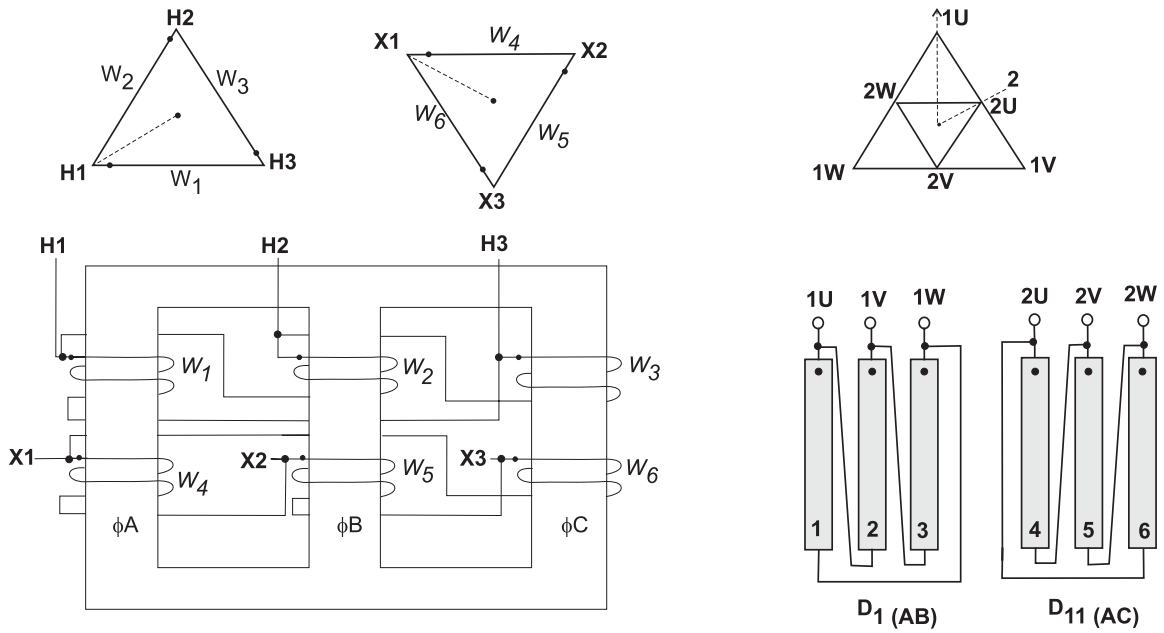 H2
W2
W3
H1
H3
W1
X1
W4
X2
W6
W5
X3
1U
2W
2
2U
1W
2V
1V
H1
H2
H3
W1
W2
W3
X1
X2
X3
W4
W5
W6
ϕA
ϕB
ϕC
1U 1V 1W
2U 2V 2W
1 2 3
4 5 6
D1 (AB)
D11 (AC)